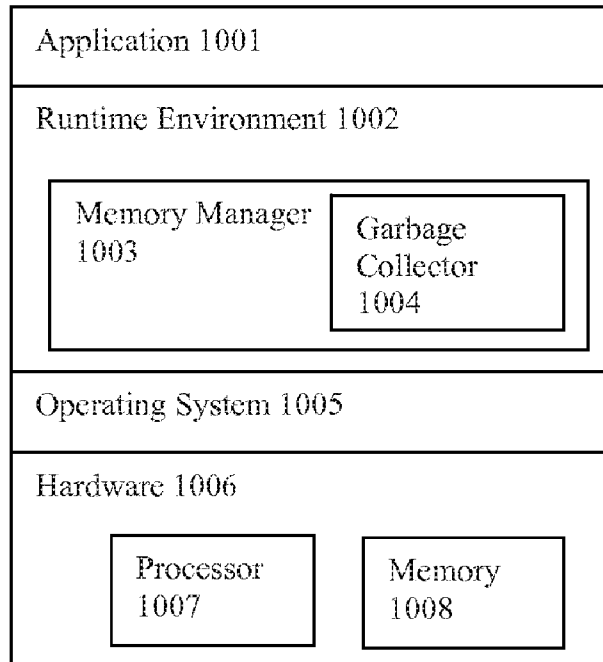 Application 1001
Runtime Environment 1002
Memory Manager
1003
Garbage
Collector
1004
Operating System 1005
Hardware 1006
Processor
1007
Memory
1008